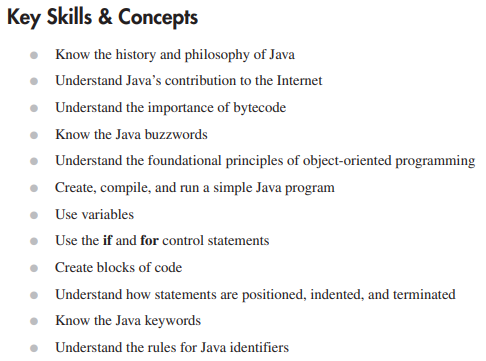 Key Skills & Concepts
Know the history and philosophy of Java
Understand Java's contribution to the Internet
Understand the importance of bytecode
Know the Java buzzwords
Understand the foundational principles of object-oriented programming
Create, compile, and run a simple Java program
Use variables
Use the if and for control statements
Create blocks of code
Understand how statements are positioned, indented, and terminated
Know the Java keywords
Understand the rules for Java identifiers